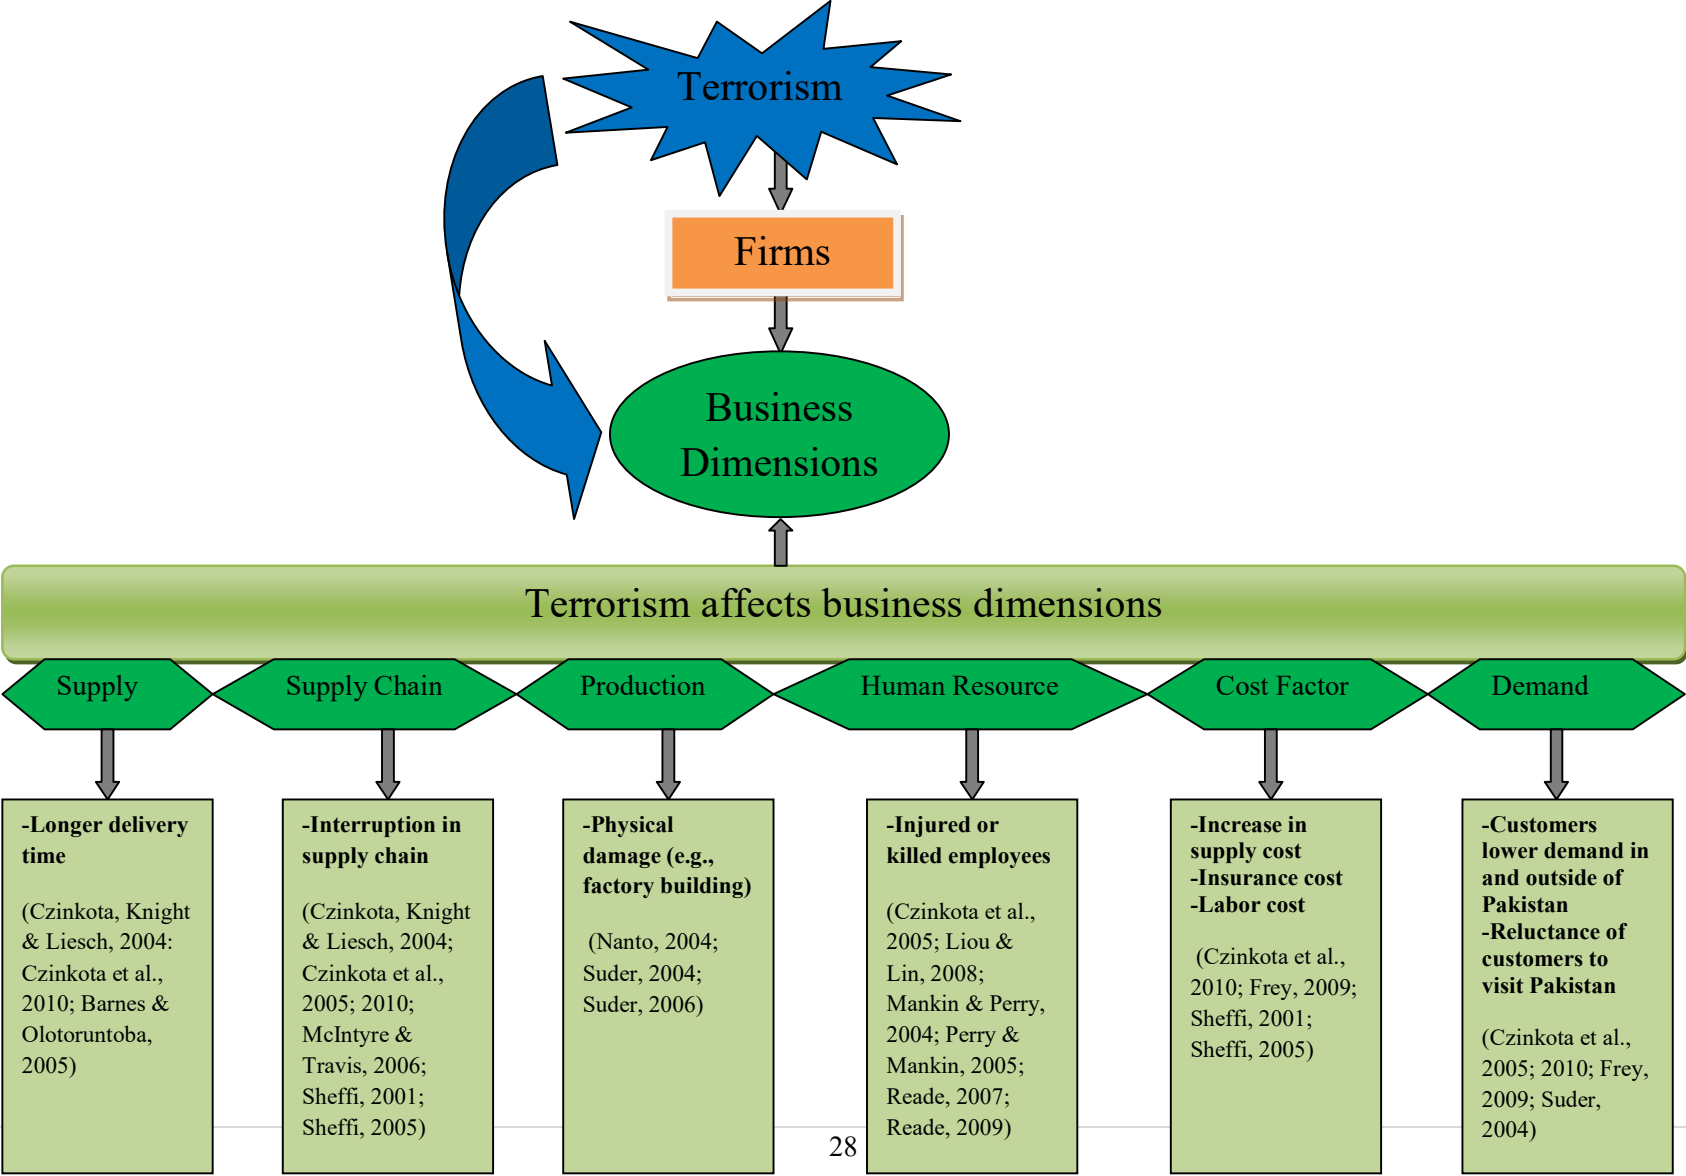 Terrorism
Firms
Business
Dimensions
Terrorism affects business dimensions
Supply
Supply Chain
Production
Human Resource
Cost Factor
Demand
-Longer delivery
time
(Czinkota, Knight
& Liesch, 2004:
Czinkota et al.,
2010; Barnes &
Olotoruntoba,
2005)
-Interruption in
supply chain
(Czinkota, Knight
& Liesch, 2004;
Czinkota et al.,
2005; 2010;
McIntyre &
Travis, 2006;
Sheffi, 2001;
Sheffi, 2005)
-Physical
damage (e.g.,
factory building)
(Nanto, 2004;
Suder, 2004;
Suder, 2006)
-Injured or
killed employees
(Czinkota et al.,
2005; Liou &
Lin, 2008;
Mankin & Perry,
2004; Perry &
Mankin, 2005;
Reade, 2007;
Reade, 2009)
-Increase in
supply cost
-Insurance cost
-Labor cost
(Czinkota et al.,
2010; Frey, 2009;
Sheffi, 2001;
Sheffi, 2005)
-Customers
lower demand in
and outside of
Pakistan
-Reluctance of
customers to
visit Pakistan
(Czinkota et al.,
2005; 2010; Frey,
2009; Suder,
2004)
28